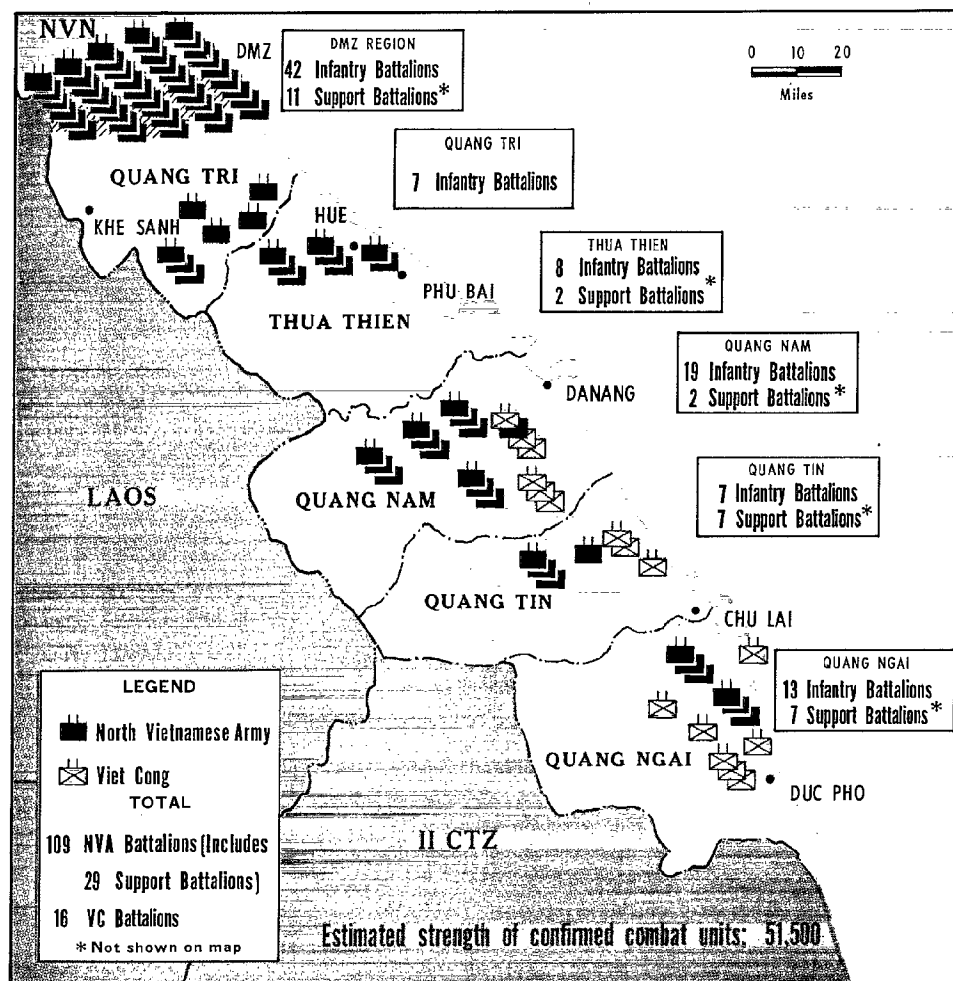 NVN
DMZ
DMZ REGION
42 Infantry Battalions
11 Support Battalions*
0 10 20
Miles
QUANG TRI
7 Infantry Battalions
QUANG TRI
KHE SANH
HUE
PHU BAI
THUA THIEN
THUA THIEN
8 Infantry Battalions
2 Support Battalions*
QUANG NAM
19 Infantry Battalions
2 Support Battalions*
DANANG
LAOS
QUANG NAM
QUANG TIN
7 Infantry Battalions
7 Support Battalions*
QUANG TIN
CHU LAI
QUANG NGAI
13 Infantry Battalions
7 Support Battalions*
QUANG NGAI
DUC PHO
LEGEND
North Vietnamese Army
Viet Cong
TOTAL
109 NVA Battalions (Includes
29 Support Battalions)
16 VC Battalions
* Not shown on map
II CTZ
Estimated strength of confirmed combat units; 51,500